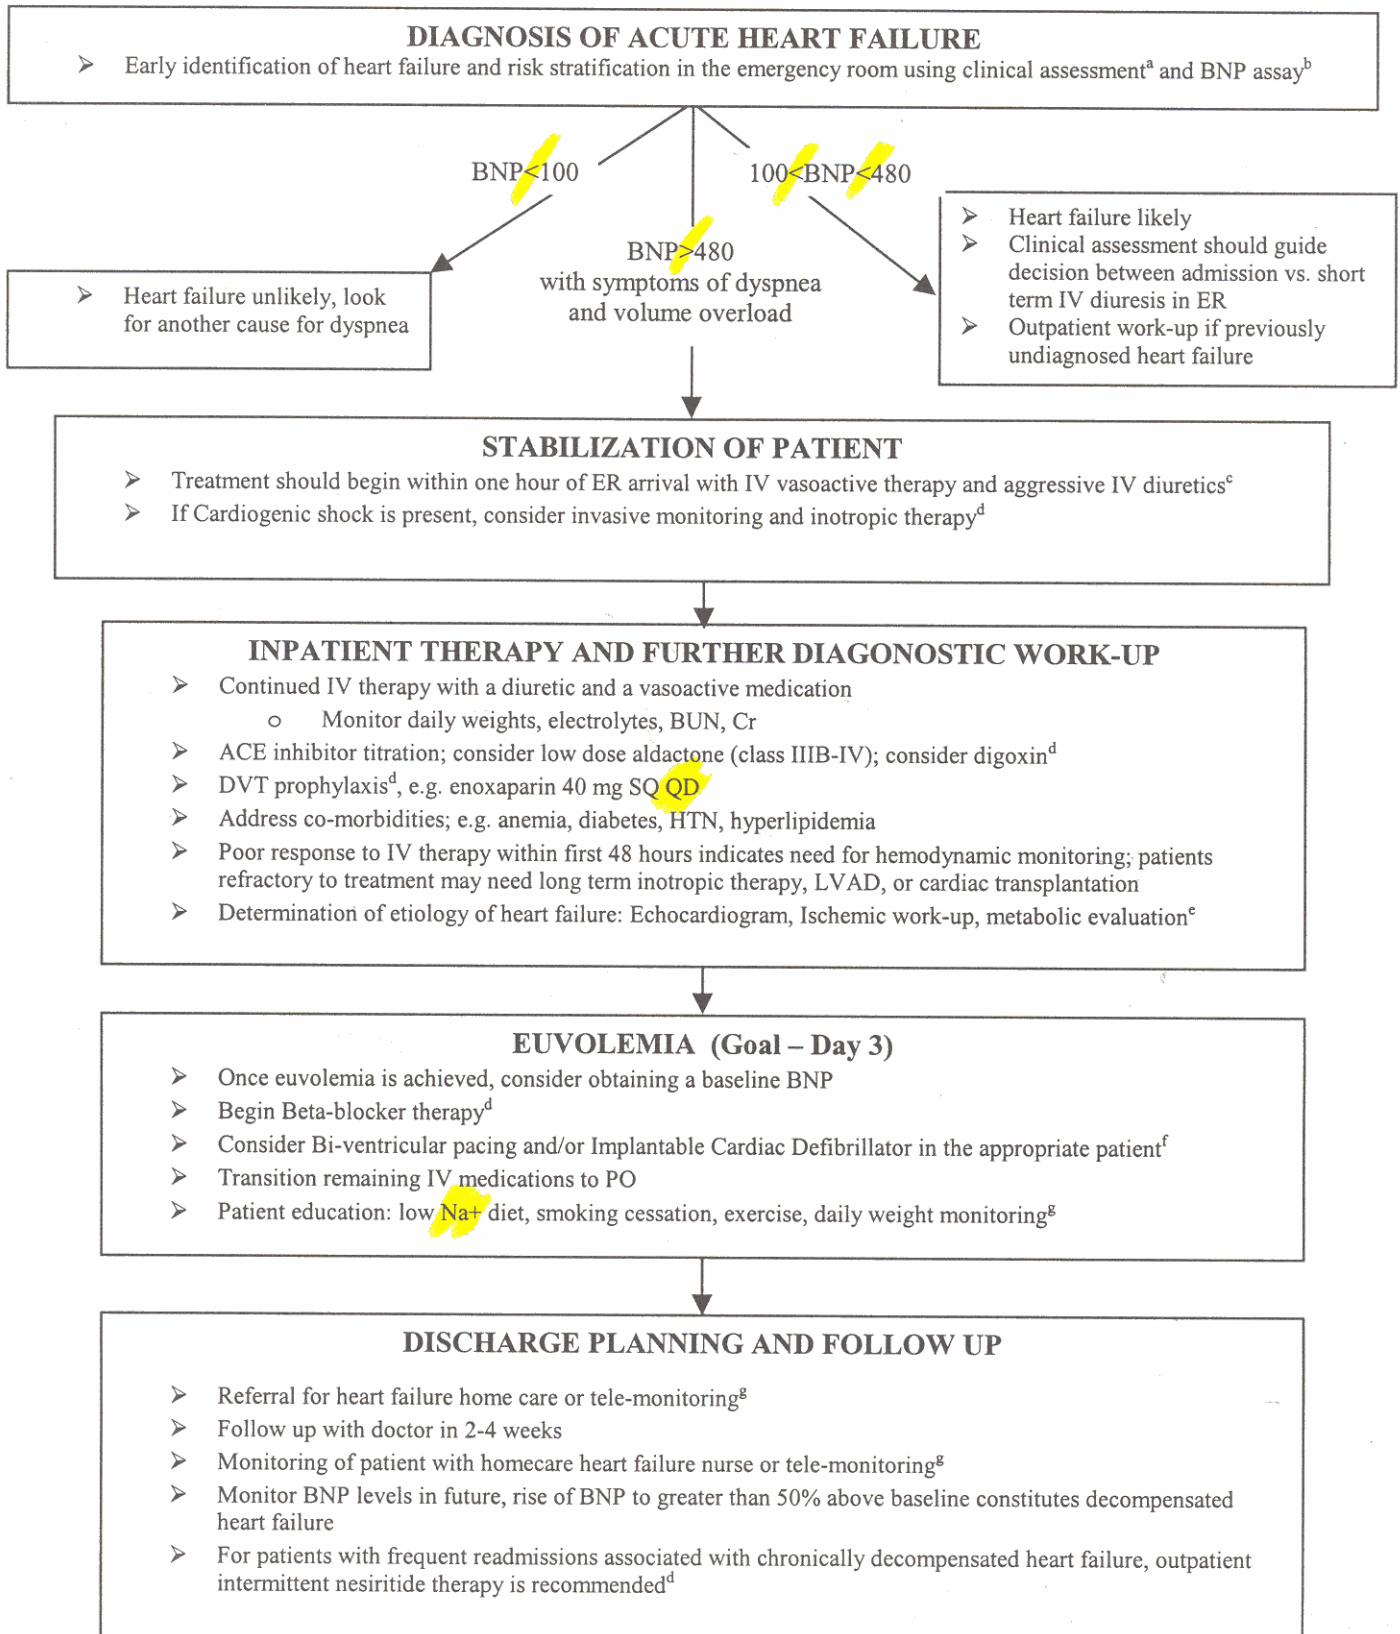 DIAGNOSIS OF ACUTE HEART FAILURE
➢ Early identification of heart failure and risk stratification in the emergency room using clinical assessmentᵃ and BNP assayᵇ
BNP<100
100<BNP<480
BNP>480
with symptoms of dyspnea
and volume overload
➢ Heart failure unlikely, look
for another cause for dyspnea
➢ Heart failure likely
➢ Clinical assessment should guide
decision between admission vs. short
term IV diuresis in ER
➢ Outpatient work-up if previously
undiagnosed heart failure
STABILIZATION OF PATIENT
➢ Treatment should begin within one hour of ER arrival with IV vasoactive therapy and aggressive IV diureticsᶜ
➢ If Cardiogenic shock is present, consider invasive monitoring and inotropic therapyᵈ
INPATIENT THERAPY AND FURTHER DIAGONOSTIC WORK-UP
➢ Continued IV therapy with a diuretic and a vasoactive medication
o Monitor daily weights, electrolytes, BUN, Cr
➢ ACE inhibitor titration; consider low dose aldactone (class IIIB-IV); consider digoxinᵈ
➢ DVT prophylaxisᵈ, e.g. enoxaparin 40 mg SQ QD
➢ Address co-morbidities; e.g. anemia, diabetes, HTN, hyperlipidemia
➢ Poor response to IV therapy within first 48 hours indicates need for hemodynamic monitoring; patients
refractory to treatment may need long term inotropic therapy, LVAD, or cardiac transplantation
➢ Determination of etiology of heart failure: Echocardiogram, Ischemic work-up, metabolic evaluationᵉ
EUVOLEMIA (Goal – Day 3)
➢ Once euvolemia is achieved, consider obtaining a baseline BNP
➢ Begin Beta-blocker therapyᵈ
➢ Consider Bi-ventricular pacing and/or Implantable Cardiac Defibrillator in the appropriate patientᶠ
➢ Transition remaining IV medications to PO
➢ Patient education: low Na+ diet, smoking cessation, exercise, daily weight monitoringᵍ
DISCHARGE PLANNING AND FOLLOW UP
➢ Referral for heart failure home care or tele-monitoringᵍ
➢ Follow up with doctor in 2-4 weeks
➢ Monitoring of patient with homecare heart failure nurse or tele-monitoringᵍ
➢ Monitor BNP levels in future, rise of BNP to greater than 50% above baseline constitutes decompensated
heart failure
➢ For patients with frequent readmissions associated with chronically decompensated heart failure, outpatient
intermittent nesiritide therapy is recommendedᵈ